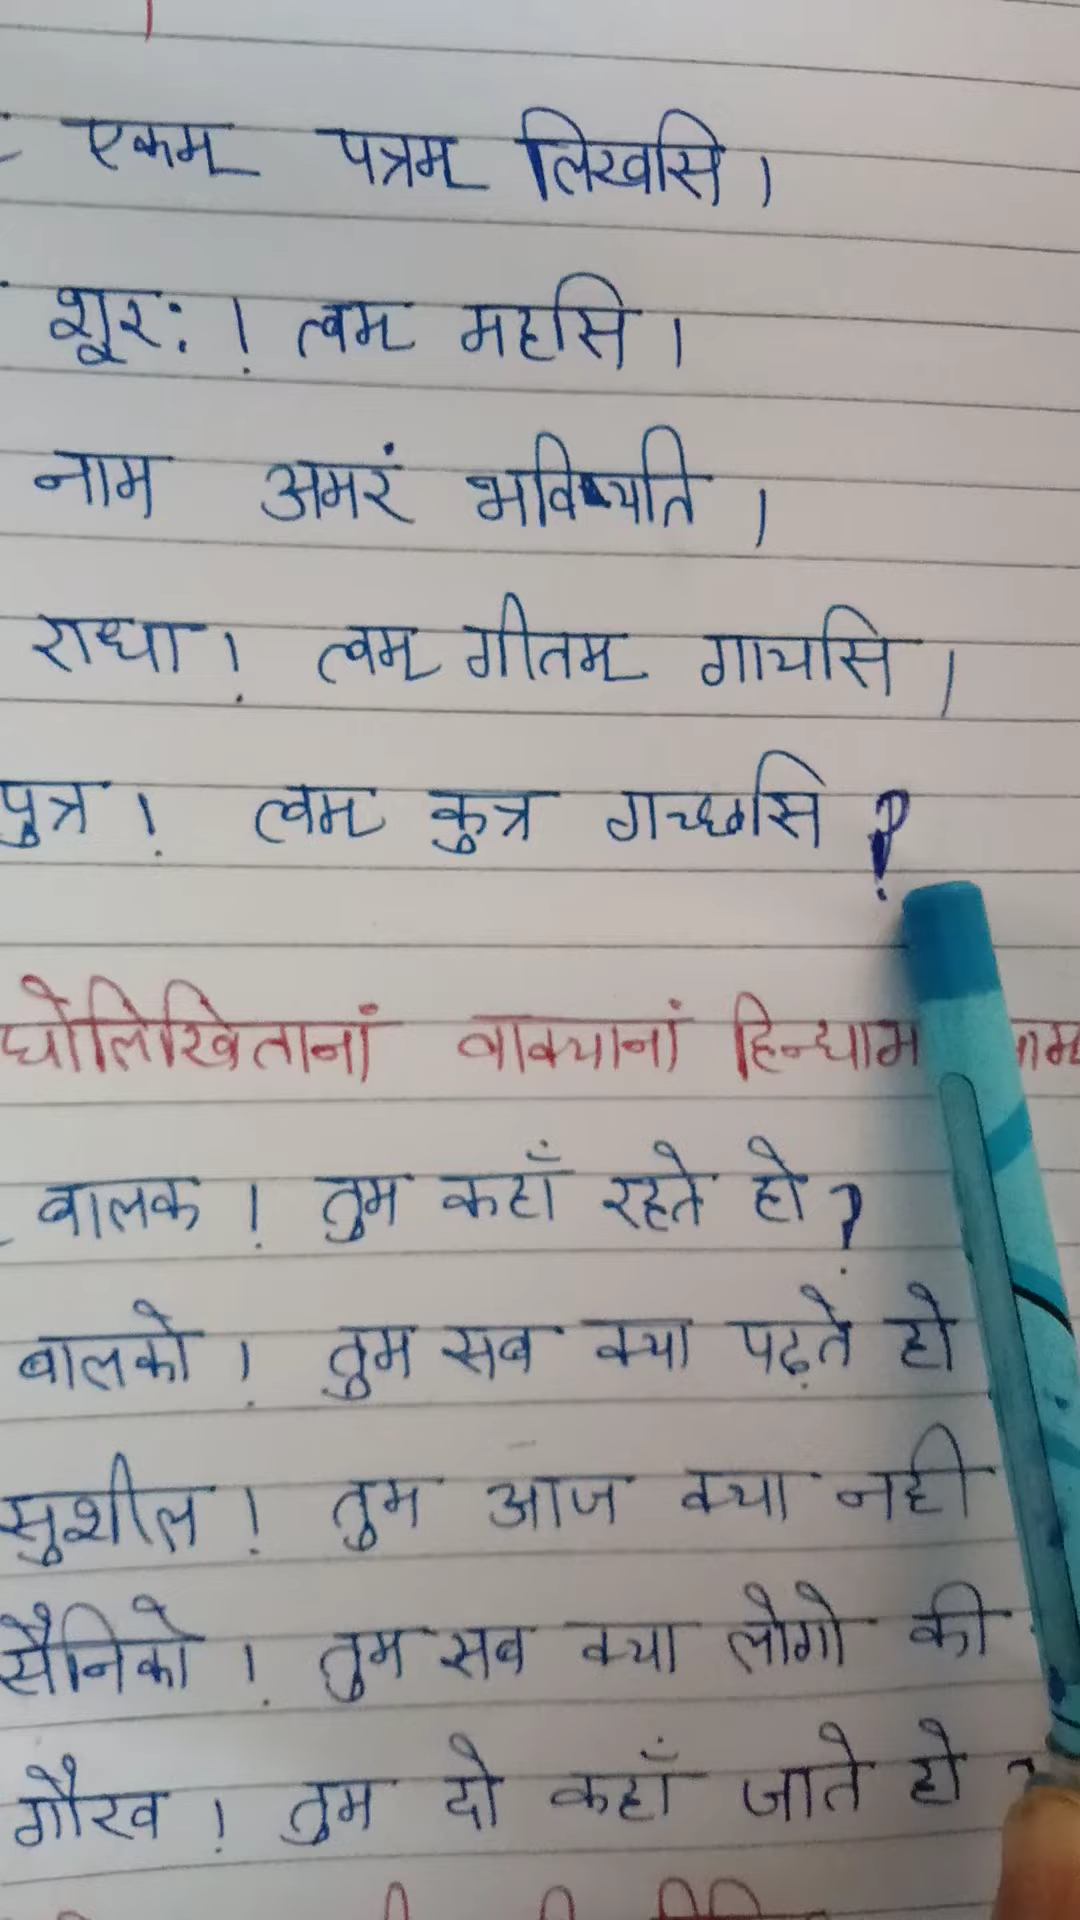 एकम् पत्रम् लिखसि ।
शूर: ! त्वम् महसि ।
नाम अमरं भविष्यति ।
राधा ! त्वम् गीतम् गायसि ।
पुत्र ! त्वम् कुत्र गच्छसि ?
घोलिखितानां वाक्यानां हिन्द्याम
बालक ! तुम कहाँ रहते हो ?
बालको ! तुम सब क्या पढ़ते हो
सुशील ! तुम आज क्या नही
सैनिको ! तुम सब क्या लोगो की
गौरव ! तुम दो कहाँ जाते हो ?